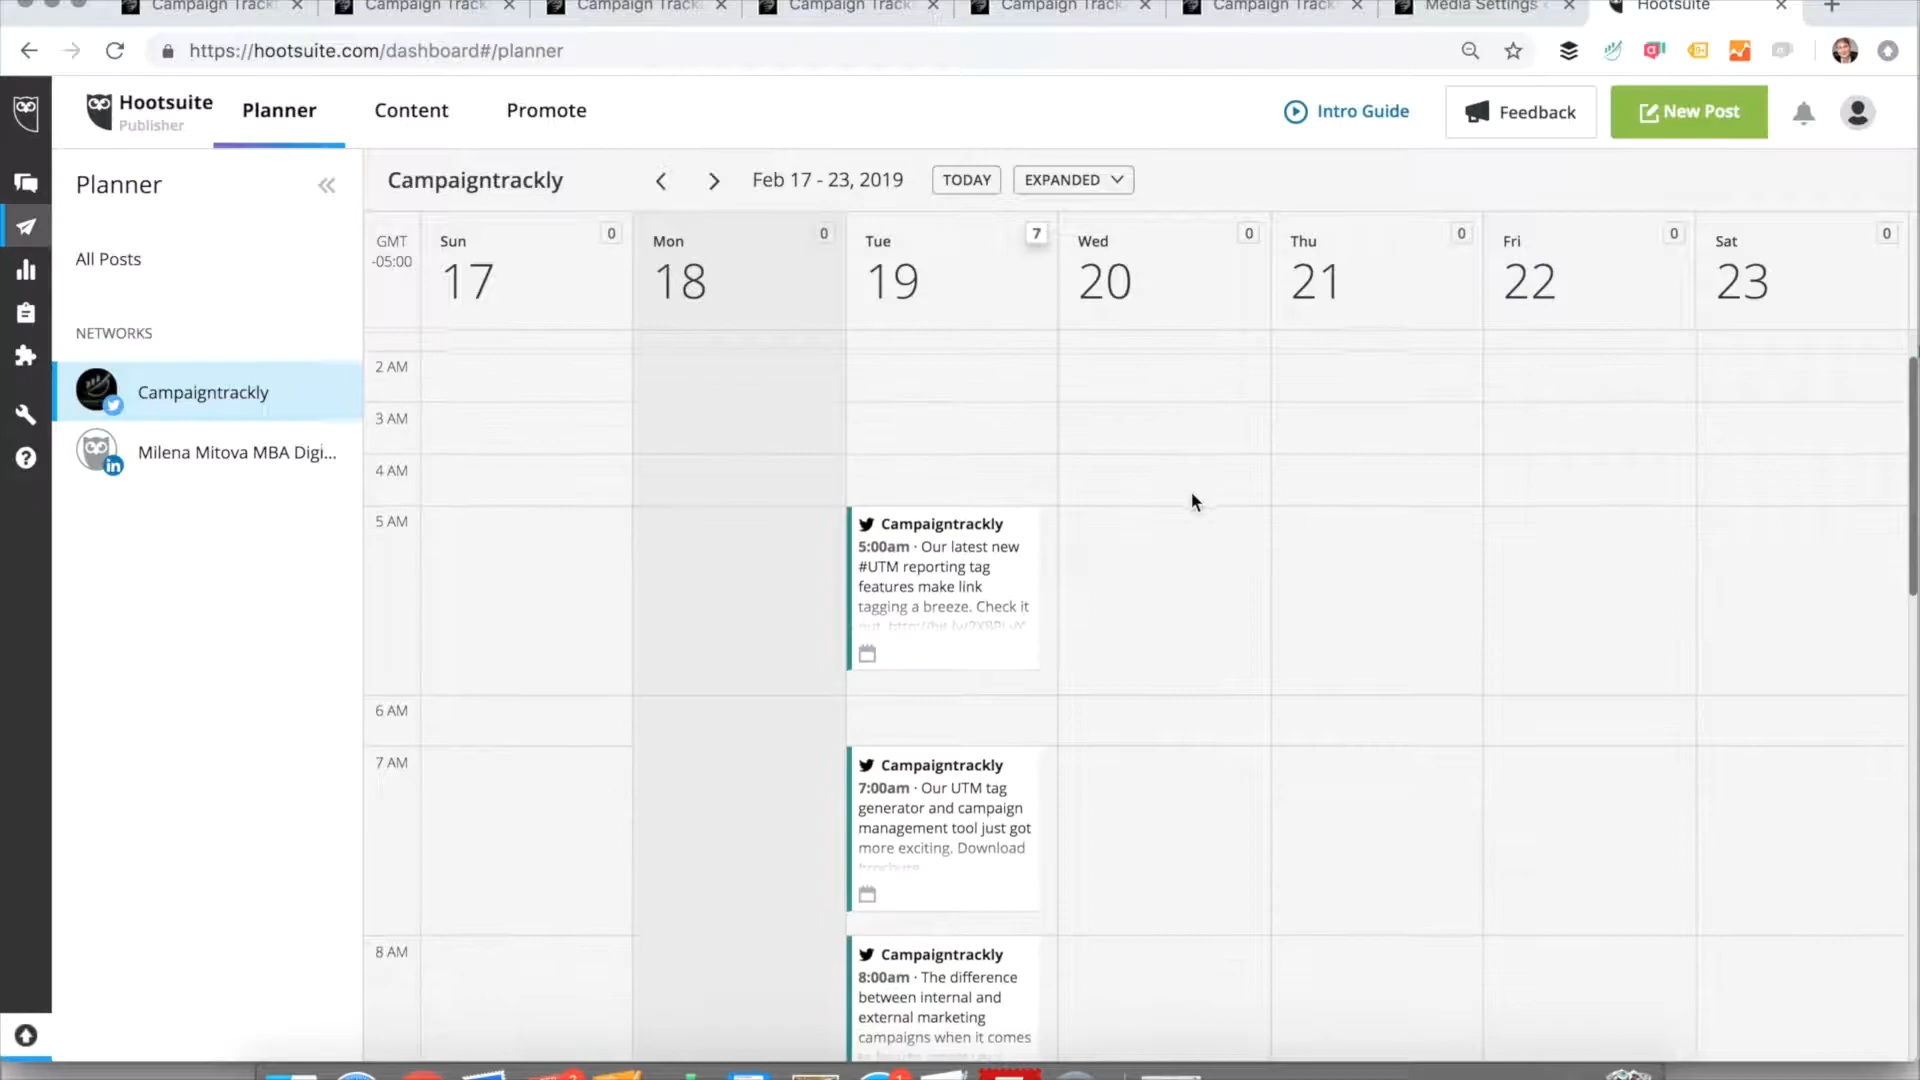 Campaign Track
Campaign Track
Campaign Track
Campaign Track
Campaign Track
Campaign Track
Media Settings
Hootsuite
https://hootsuite.com/dashboard#/planner
Hootsuite
Publisher
Planner
Content
Promote
Intro Guide
Feedback
New Post
Planner
All Posts
NETWORKS
Campaigntrackly
Milena Mitova MBA Digi...
Campaigntrackly
Feb 17 - 23, 2019
TODAY
EXPANDED
GMT
-05:00
Sun
17
0
Mon
18
0
Tue
19
7
Wed
20
0
Thu
21
0
Fri
22
0
Sat
23
0
2 AM
3 AM
4 AM
5 AM
6 AM
7 AM
8 AM
Campaigntrackly
5:00am · Our latest new
#UTM reporting tag
features make link
tagging a breeze. Check it
Campaigntrackly
7:00am · Our UTM tag
generator and campaign
management tool just got
more exciting. Download
brochure
Campaigntrackly
8:00am · The difference
between internal and
external marketing
campaigns when it comes